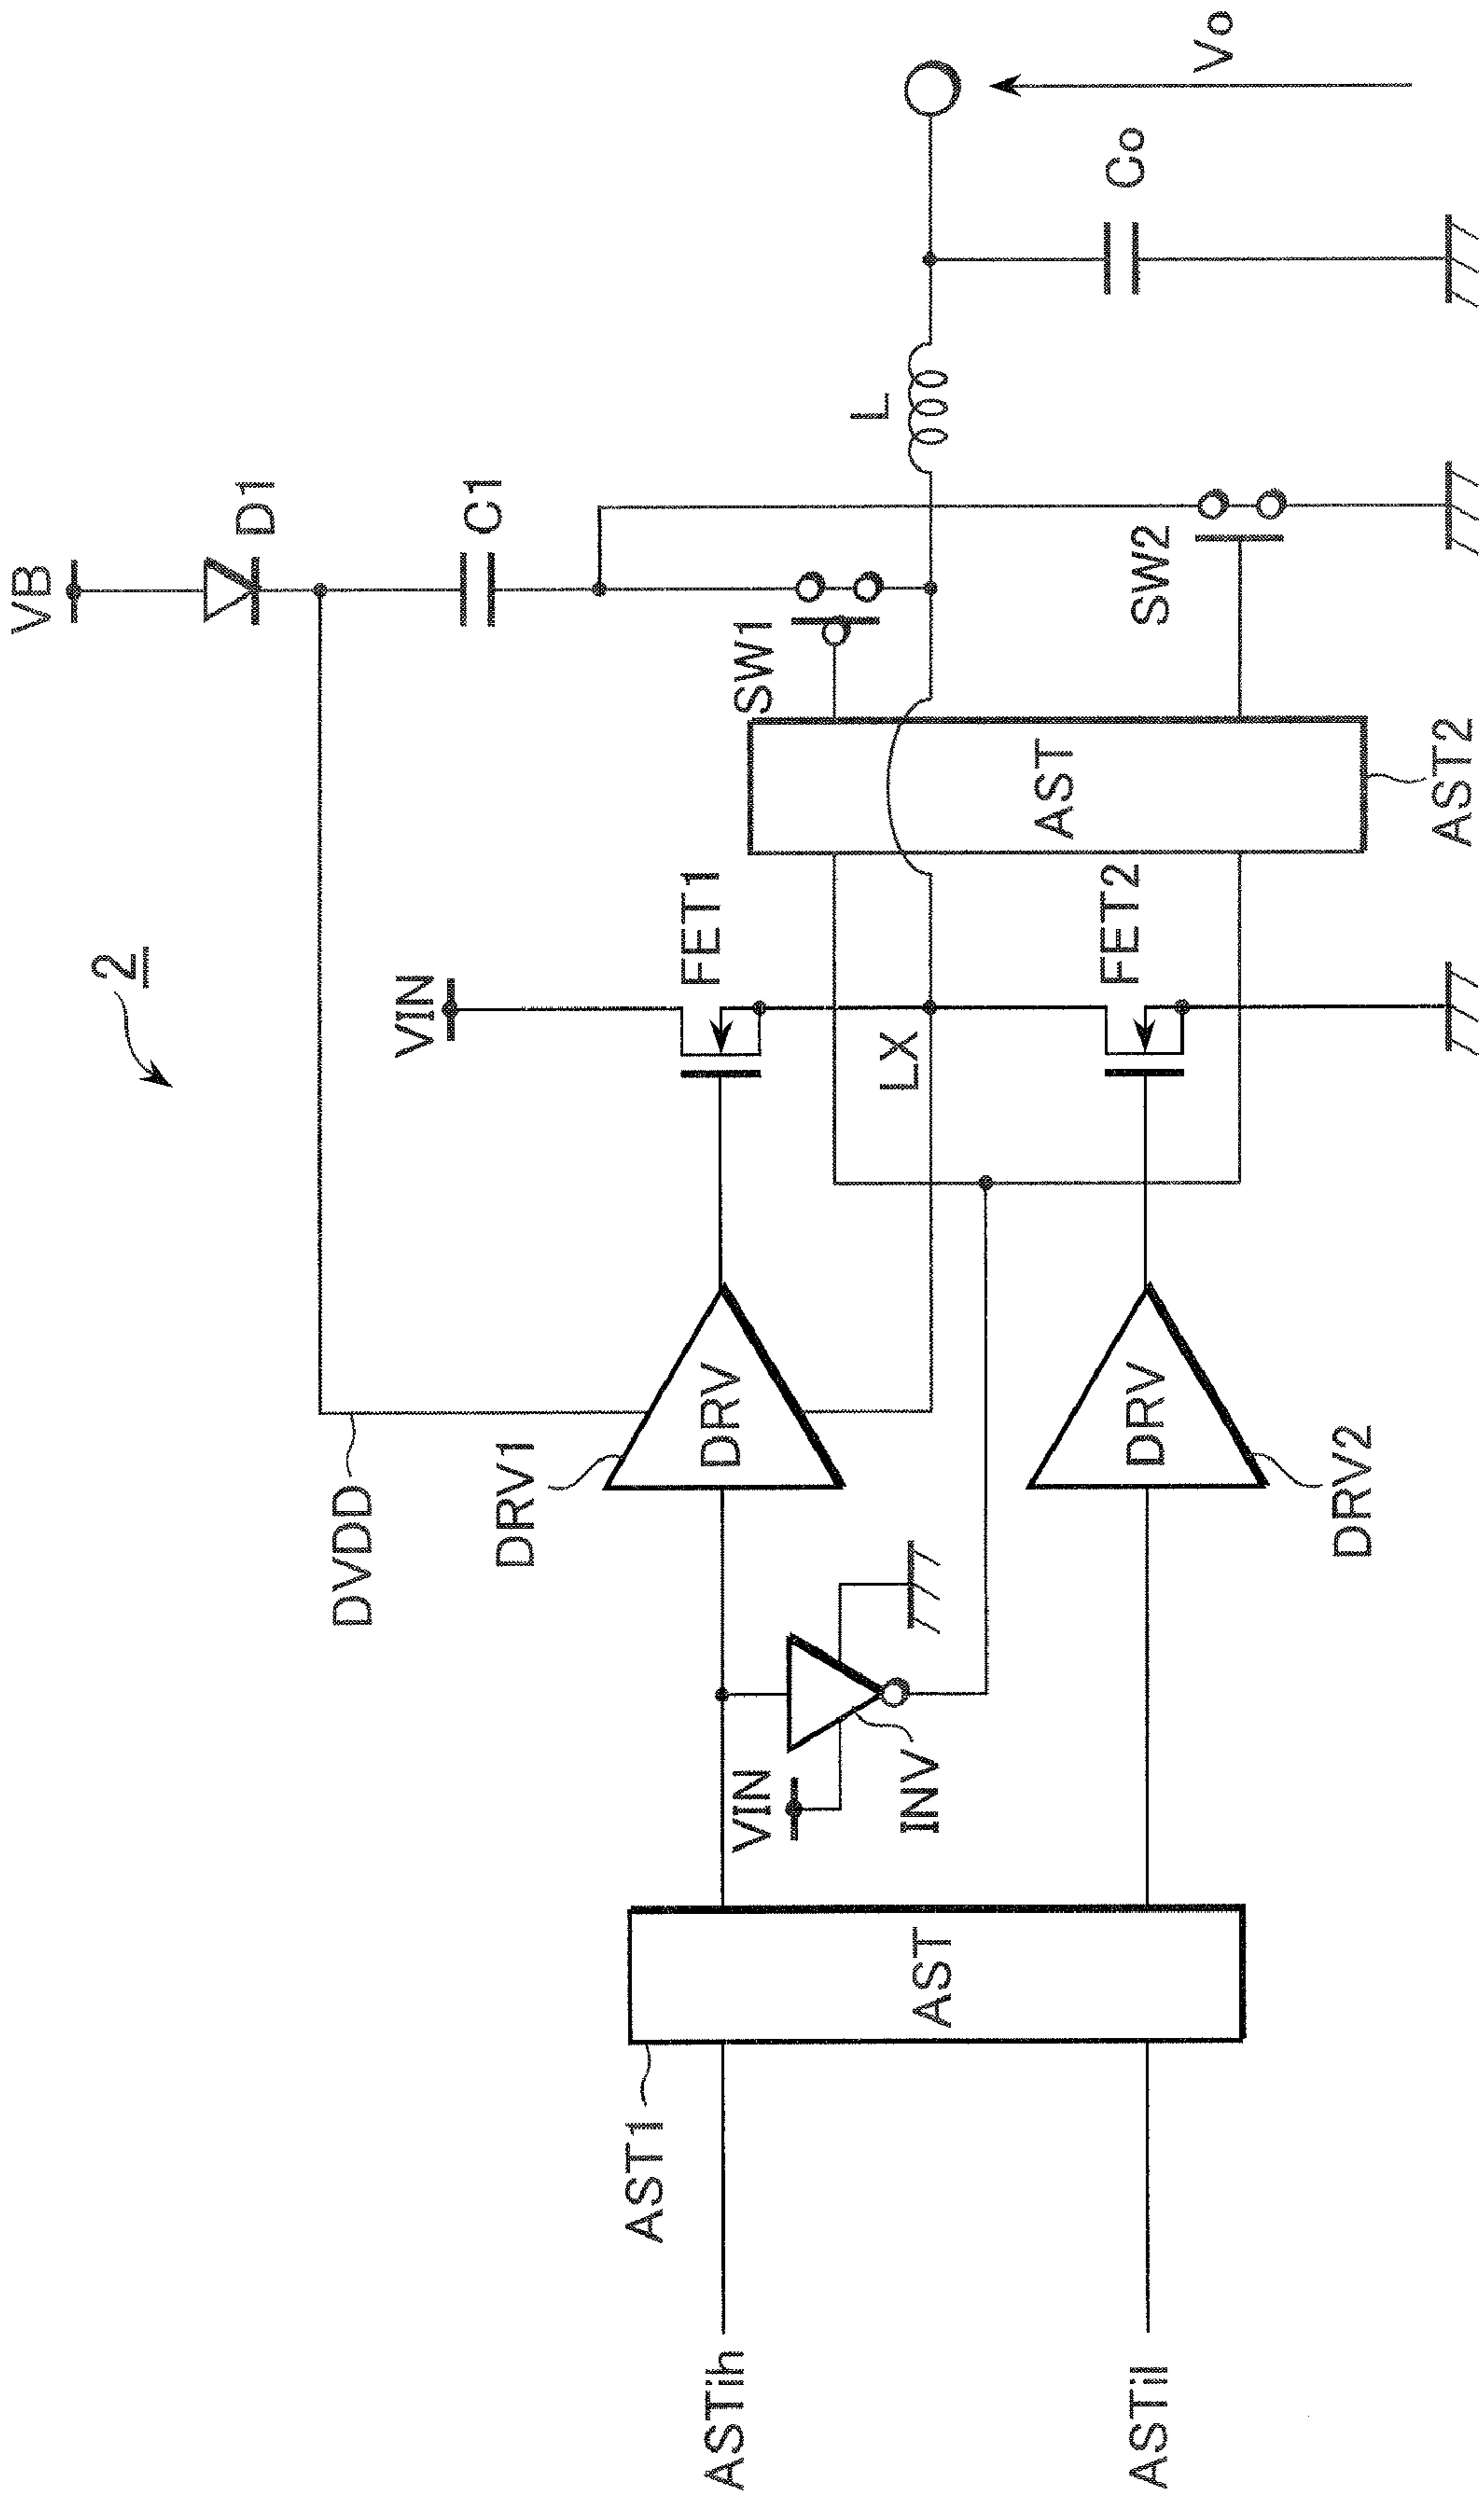 2
VB
D1
C1
VIN
DVDD
DRV1
DRV
FET1
SW1
L
Vo
AST1
ASTih
VIN
INV
LX
AST
AST
Co
SW2
FET2
ASTil
DRV
DRV2
AST2